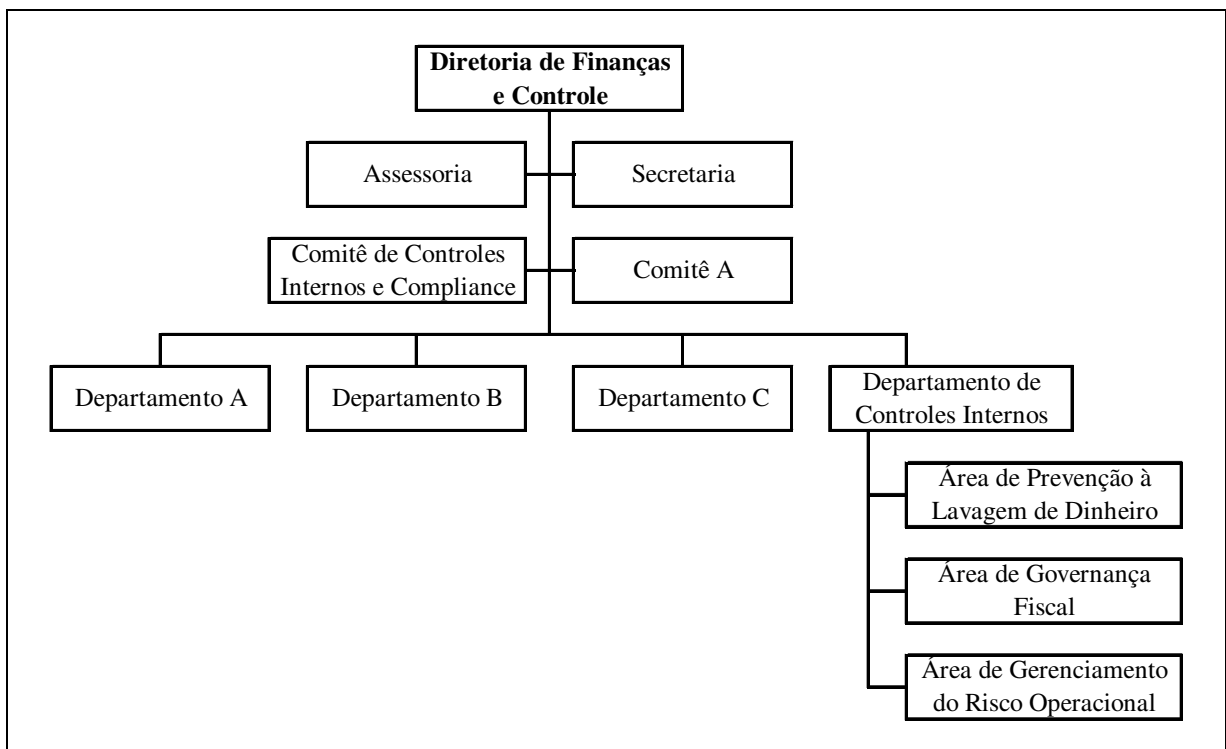 Diretoria de Finanças
e Controle
Assessoria
Secretaria
Comitê de Controles
Internos e Compliance
Comitê A
Departamento A
Departamento B
Departamento C
Departamento de
Controles Internos
Área de Prevenção à
Lavagem de Dinheiro
Área de Governança
Fiscal
Área de Gerenciamento
do Risco Operacional